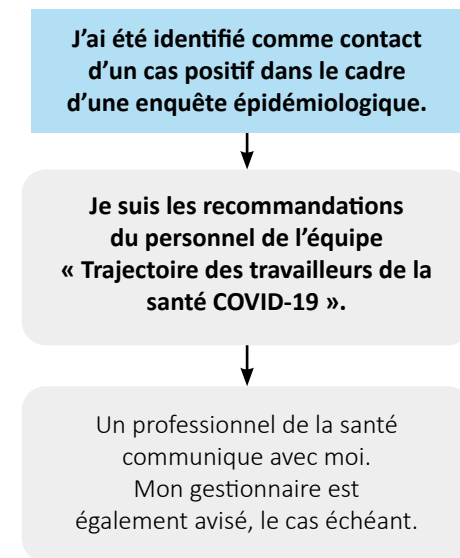 J’ai été identifié comme contact
d’un cas positif dans le cadre
d’une enquête épidémiologique.
Je suis les recommandations
du personnel de l’équipe
« Trajectoire des travailleurs de la
santé COVID-19 ».
Un professionnel de la santé
communique avec moi.
Mon gestionnaire est
également avisé, le cas échéant.